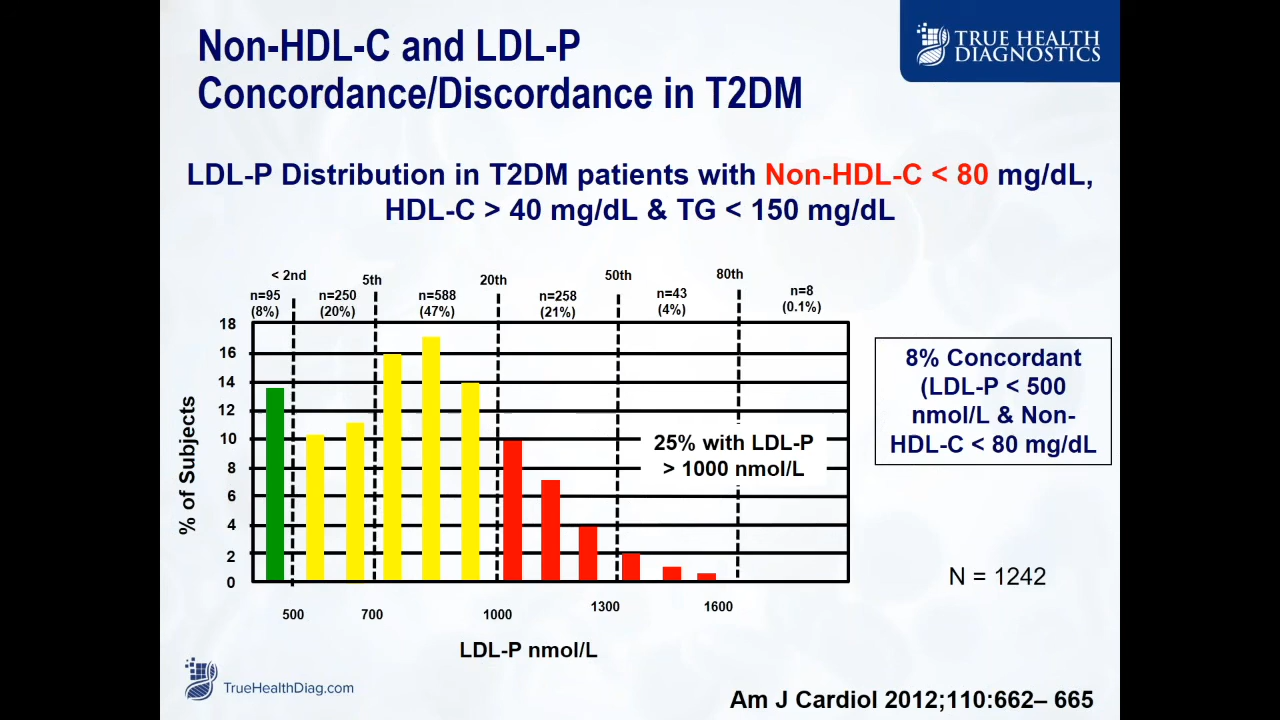 Non-HDL-C and LDL-P
Concordance/Discordance in T2DM
TRUE HEALTH
DIAGNOSTICS
LDL-P Distribution in T2DM patients with Non-HDL-C < 80 mg/dL,
HDL-C > 40 mg/dL & TG < 150 mg/dL
< 2nd
5th
20th
50th
80th
n=95
(8%)
n=250
(20%)
n=588
(47%)
n=258
(21%)
n=43
(4%)
n=8
(0.1%)
% of Subjects
18
16
14
12
10
8
6
4
2
0
25% with LDL-P
> 1000 nmol/L
8% Concordant
(LDL-P < 500
nmol/L & Non-
HDL-C < 80 mg/dL
N = 1242
500
700
1000
1300
1600
LDL-P nmol/L
TrueHealthDiag.com
Am J Cardiol 2012;110:662– 665